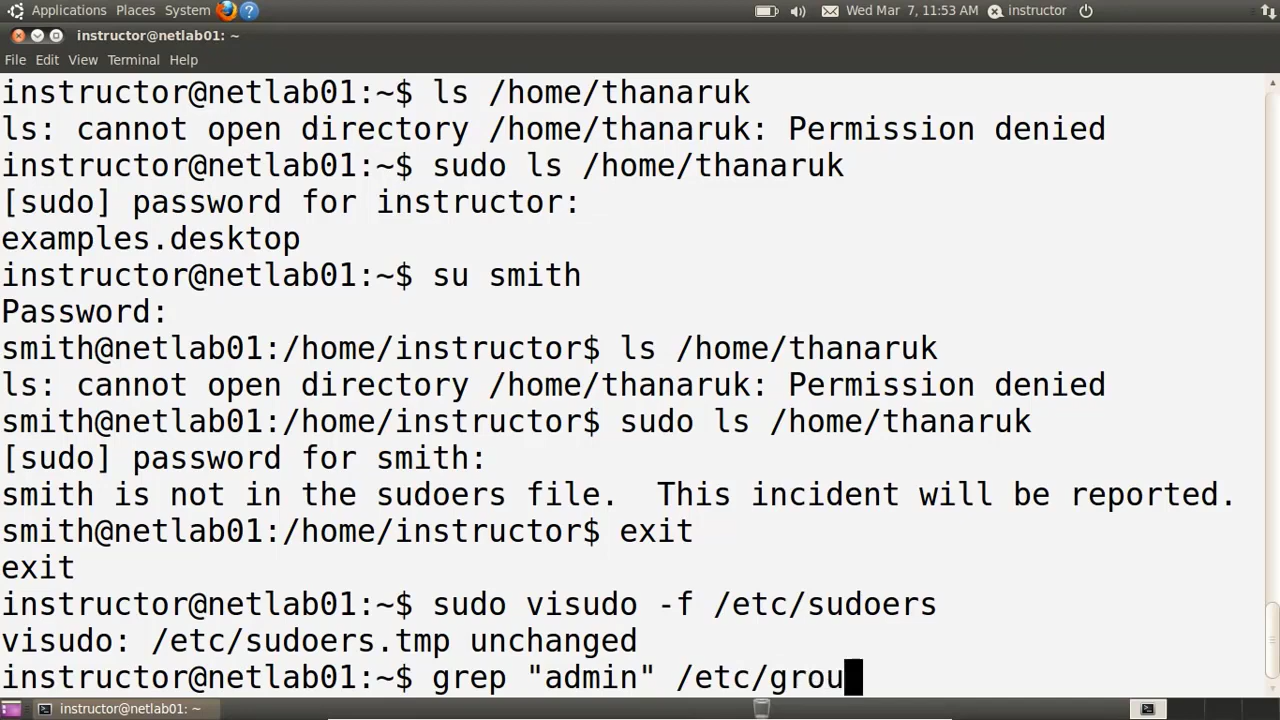 Applications Places System ? Wed Mar 7, 11:53 AM instructor
instructor@netlab01: ~
File Edit View Terminal Help
instructor@netlab01:~$ ls /home/thanaruk
ls: cannot open directory /home/thanaruk: Permission denied
instructor@netlab01:~$ sudo ls /home/thanaruk
[sudo] password for instructor:
examples.desktop
instructor@netlab01:~$ su smith
Password:
smith@netlab01:/home/instructor$ ls /home/thanaruk
ls: cannot open directory /home/thanaruk: Permission denied
smith@netlab01:/home/instructor$ sudo ls /home/thanaruk
[sudo] password for smith:
smith is not in the sudoers file.  This incident will be reported.
smith@netlab01:/home/instructor$ exit
exit
instructor@netlab01:~$ sudo visudo -f /etc/sudoers
visudo: /etc/sudoers.tmp unchanged
instructor@netlab01:~$ grep "admin" /etc/grou
instructor@netlab01: ~